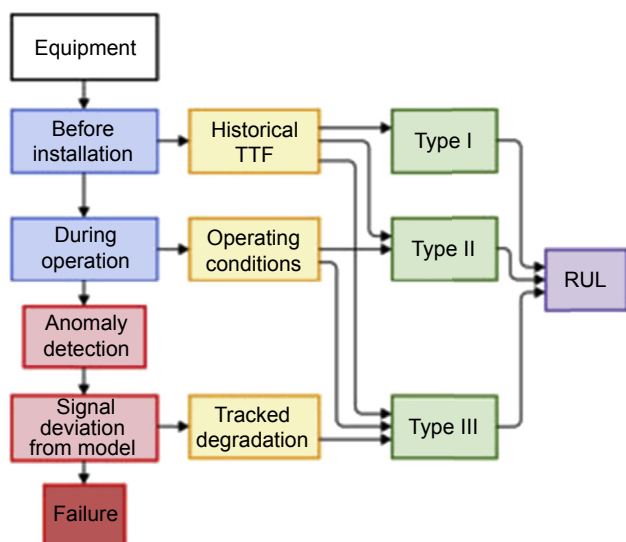 Equipment
Before
installation
Historical
TTF
Type I
During
operation
Operating
conditions
Type II
RUL
Anomaly
detection
Signal
deviation
from model
Tracked
degradation
Type III
Failure